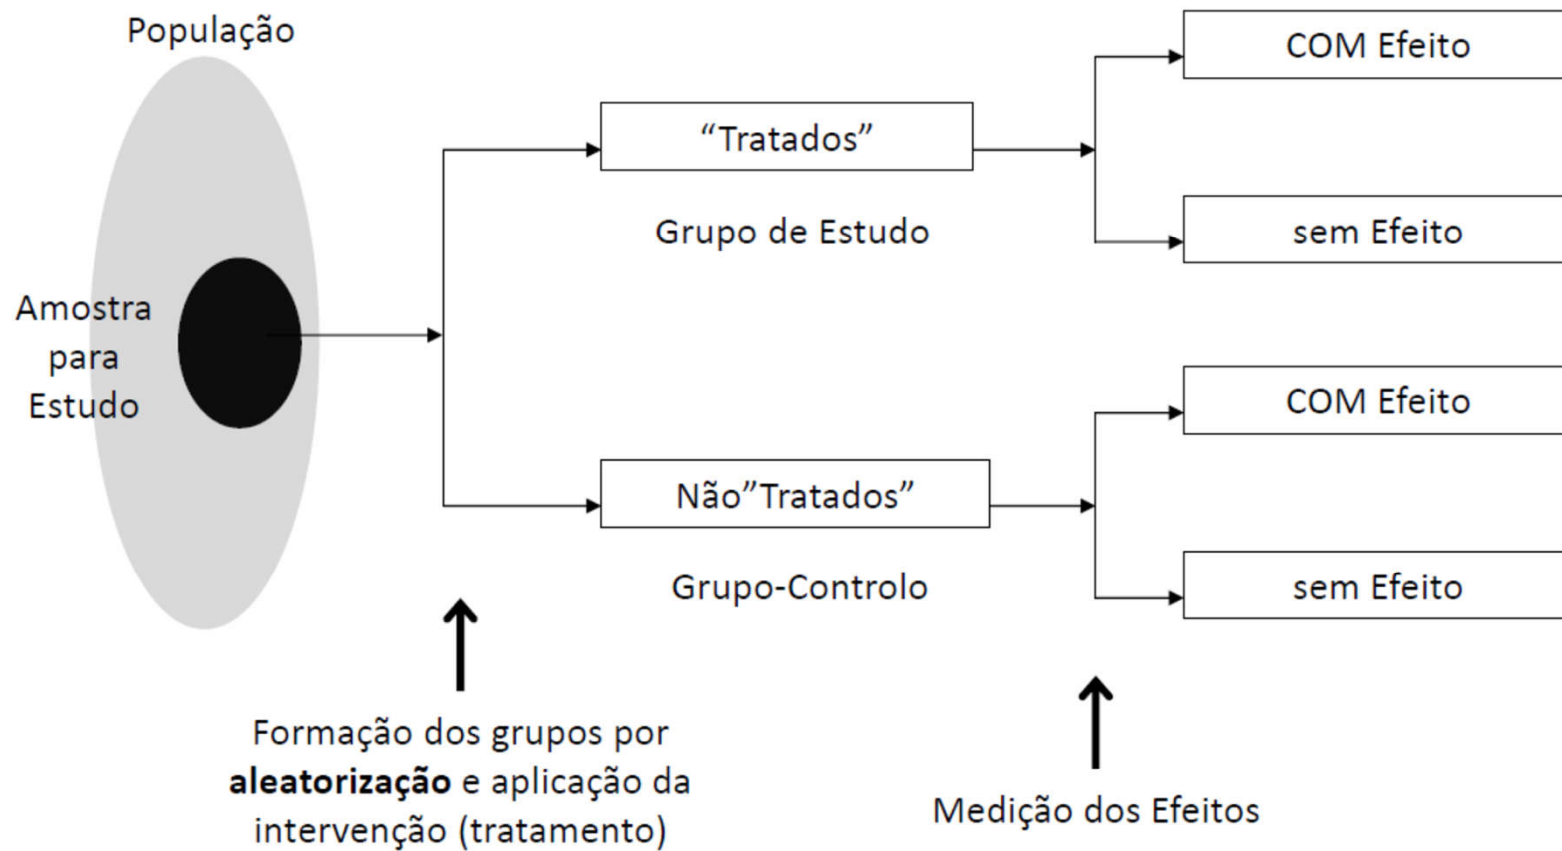 População
Amostra
para
Estudo
“Tratados”
Grupo de Estudo
COM Efeito
sem Efeito
Não”Tratados”
Grupo-Controlo
COM Efeito
sem Efeito
Formação dos grupos por
aleatorização e aplicação da
intervenção (tratamento)
Medição dos Efeitos